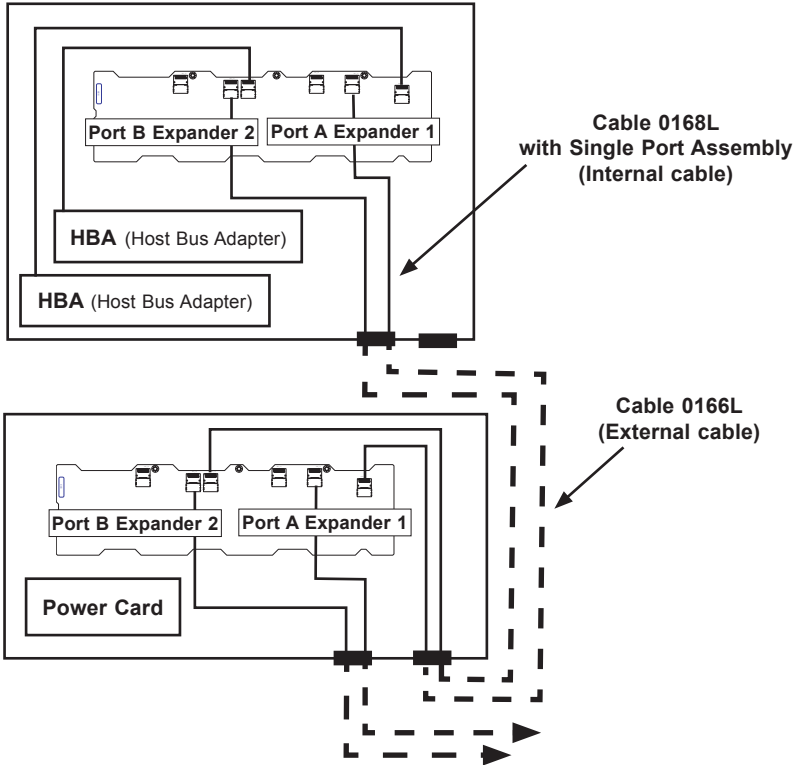 Port B Expander 2
Port A Expander 1
Cable 0168L
with Single Port Assembly
(Internal cable)
HBA (Host Bus Adapter)
HBA (Host Bus Adapter)
Cable 0166L
(External cable)
Port B Expander 2
Port A Expander 1
Power Card